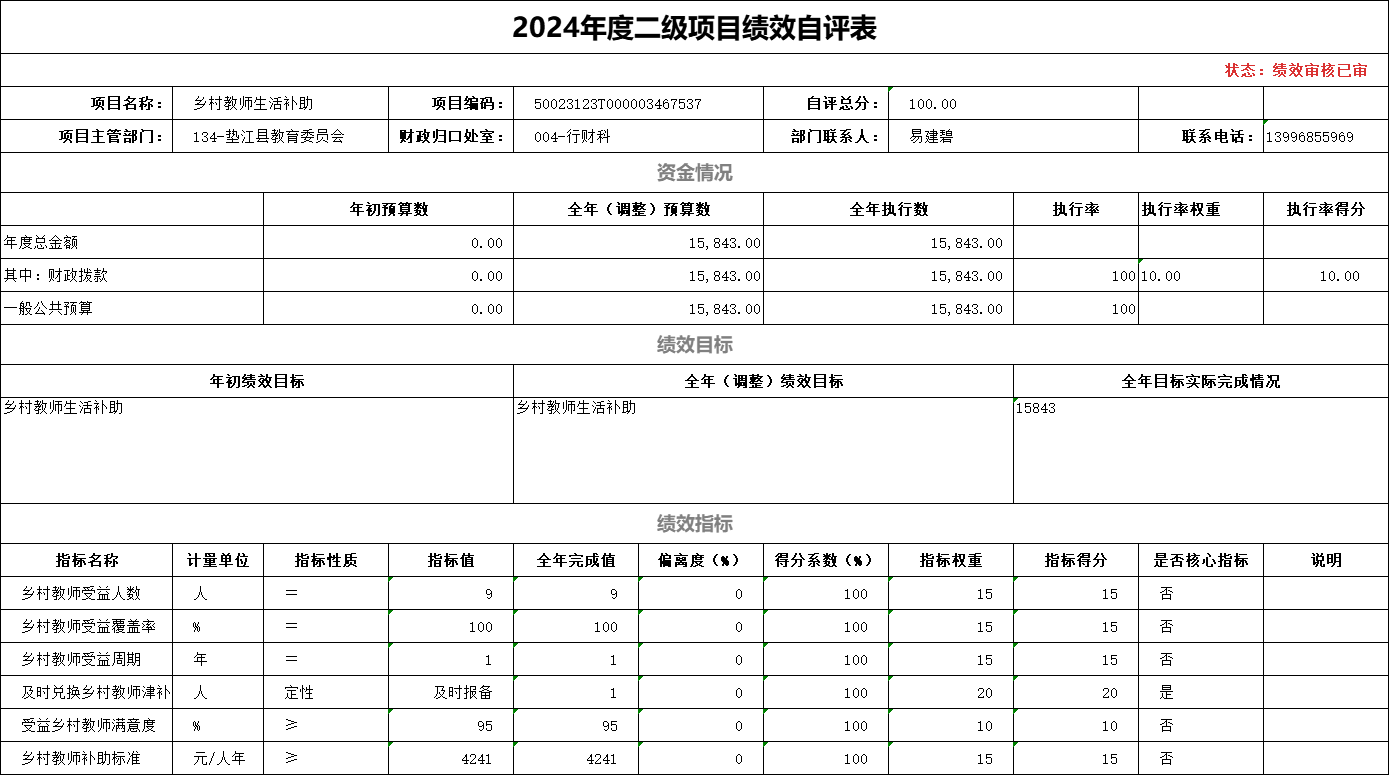 2024年度二级项目绩效自评表
状态：绩效审核已审
项目名称： 乡村教师生活补助 项目编码： 50023123T000003467537 自评总分： 100.00
项目主管部门： 134-垫江县教育委员会 财政归口处室： 004-行财科 部门联系人： 易建碧 联系电话： 13996855969
资金情况
年初预算数 全年（调整）预算数 全年执行数 执行率 执行率权重 执行率得分
年度总金额 0.00 15,843.00 15,843.00
其中：财政拨款 0.00 15,843.00 15,843.00 100 10.00 10.00
一般公共预算 0.00 15,843.00 15,843.00 100
绩效目标
年初绩效目标 全年（调整）绩效目标 全年目标实际完成情况
乡村教师生活补助 乡村教师生活补助 15843
绩效指标
指标名称 计量单位 指标性质 指标值 全年完成值 偏离度（%） 得分系数（%） 指标权重 指标得分 是否核心指标 说明
乡村教师受益人数 人 ＝ 9 9 0 100 15 15 否
乡村教师受益覆盖率 % ＝ 100 100 0 100 15 15 否
乡村教师受益周期 年 ＝ 1 1 0 100 15 15 否
及时兑换乡村教师津补 人 定性 及时报备 1 0 100 20 20 是
受益乡村教师满意度 % ≥ 95 95 0 100 10 10 否
乡村教师补助标准 元/人年 ≥ 4241 4241 0 100 15 15 否